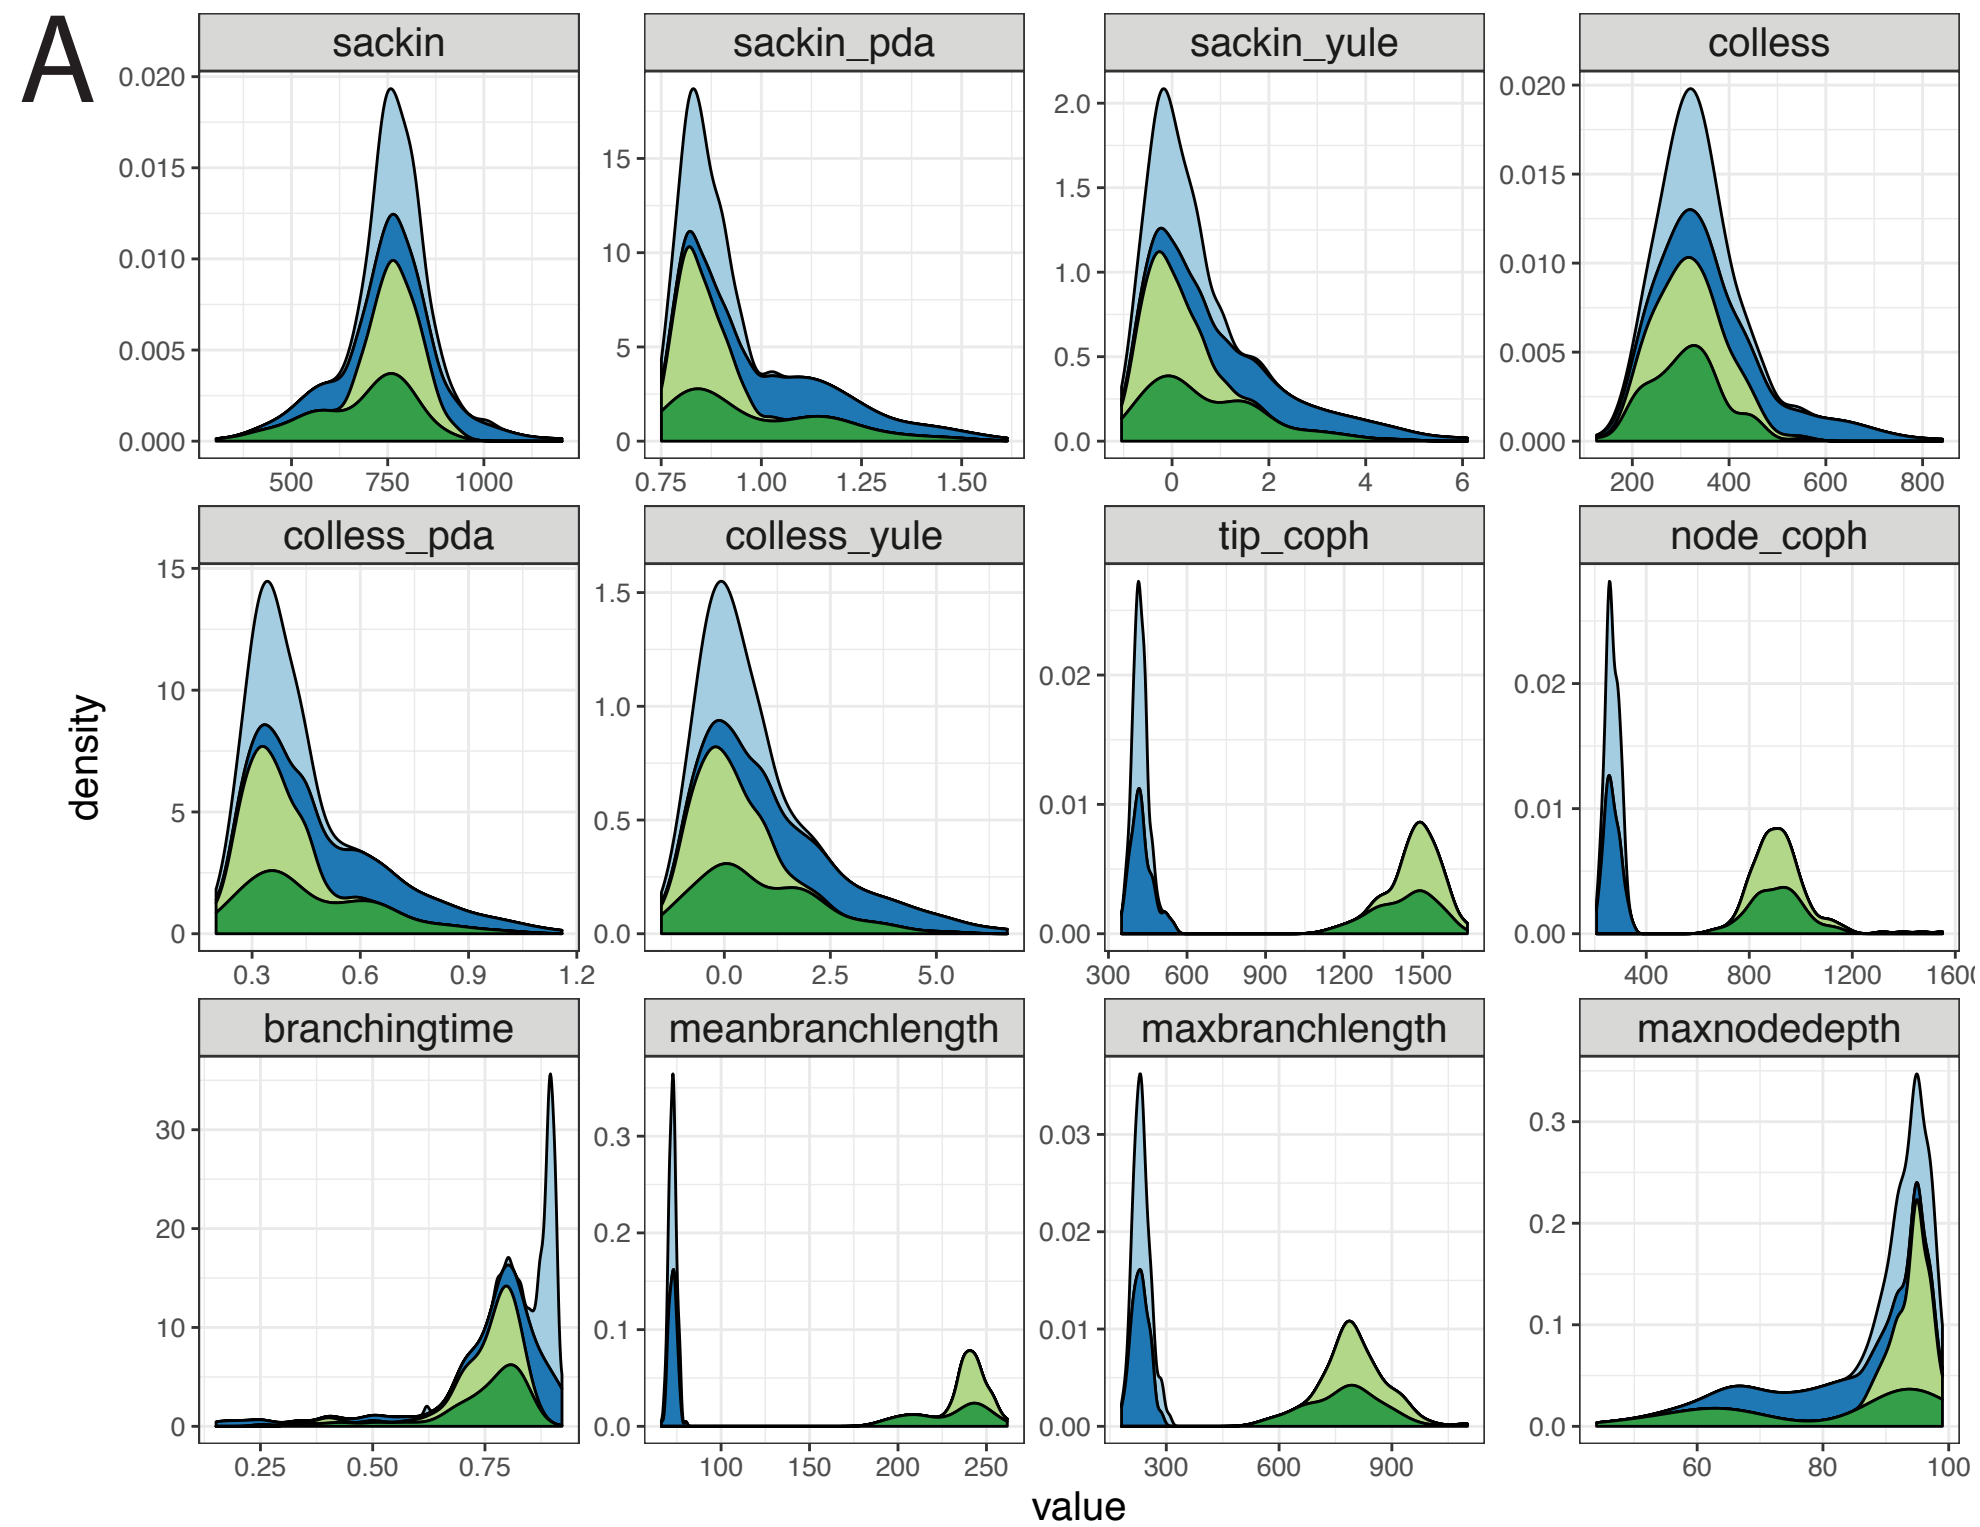 A
sackin sackin_pda sackin_yule colless
0.020 0.015 0.010 0.005 0.000
15 10 5 0
2.0 1.5 1.0 0.5 0.0
0.020 0.015 0.010 0.005 0.000
500 750 1000 0.75 1.00 1.25 1.50 0 2 4 6 200 400 600 800
colless_pda colless_yule tip_coph node_coph
15 10 5 0
1.5 1.0 0.5 0.0
0.02 0.01 0.00
0.02 0.01 0.00
density
0.3 0.6 0.9 1.2 0.0 2.5 5.0 300 600 900 1200 1500 400 800 1200 160
branchingtime meanbranchlength maxbranchlength maxnodedepth
30 20 10 0
0.3 0.2 0.1 0.0
0.03 0.02 0.01 0.00
0.3 0.2 0.1 0.0
0.25 0.50 0.75 100 150 200 250 300 600 900 60 80 100
value